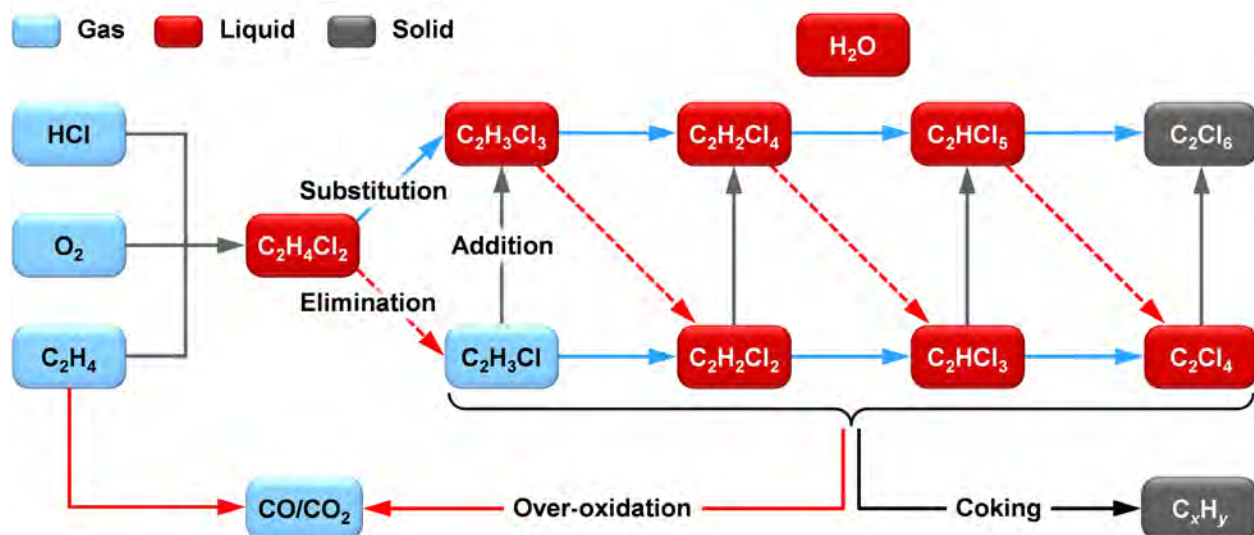 Gas Liquid Solid
H₂O
HCl C₂H₃Cl₃ C₂H₂Cl₄ C₂HCl₅ C₂Cl₆
Substitution
O₂ C₂H₄Cl₂ Addition
Elimination
C₂H₄ C₂H₃Cl C₂H₂Cl₂ C₂HCl₃ C₂Cl₄
CO/CO₂ Over-oxidation Coking CₓHᵧ